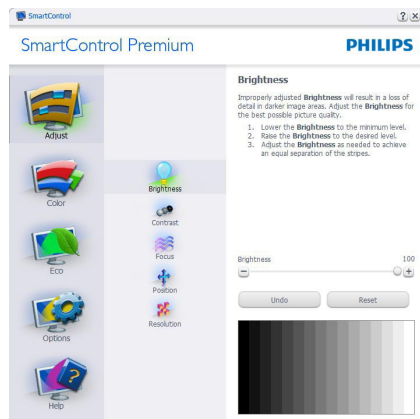 SmartControl
? x
SmartControl Premium
PHILIPS
Adjust
Color
Eco
Options
Help
Brightness
Contrast
Focus
Position
Resolution
Brightness
Improperly adjusted Brightness will result in a loss of
detail in darker image areas. Adjust the Brightness for
the best possible picture quality.
1. Lower the Brightness to the minimum level.
2. Raise the Brightness to the desired level.
3. Adjust the Brightness as needed to achieve
an equal separation of the stripes.
Brightness 100
Undo Reset